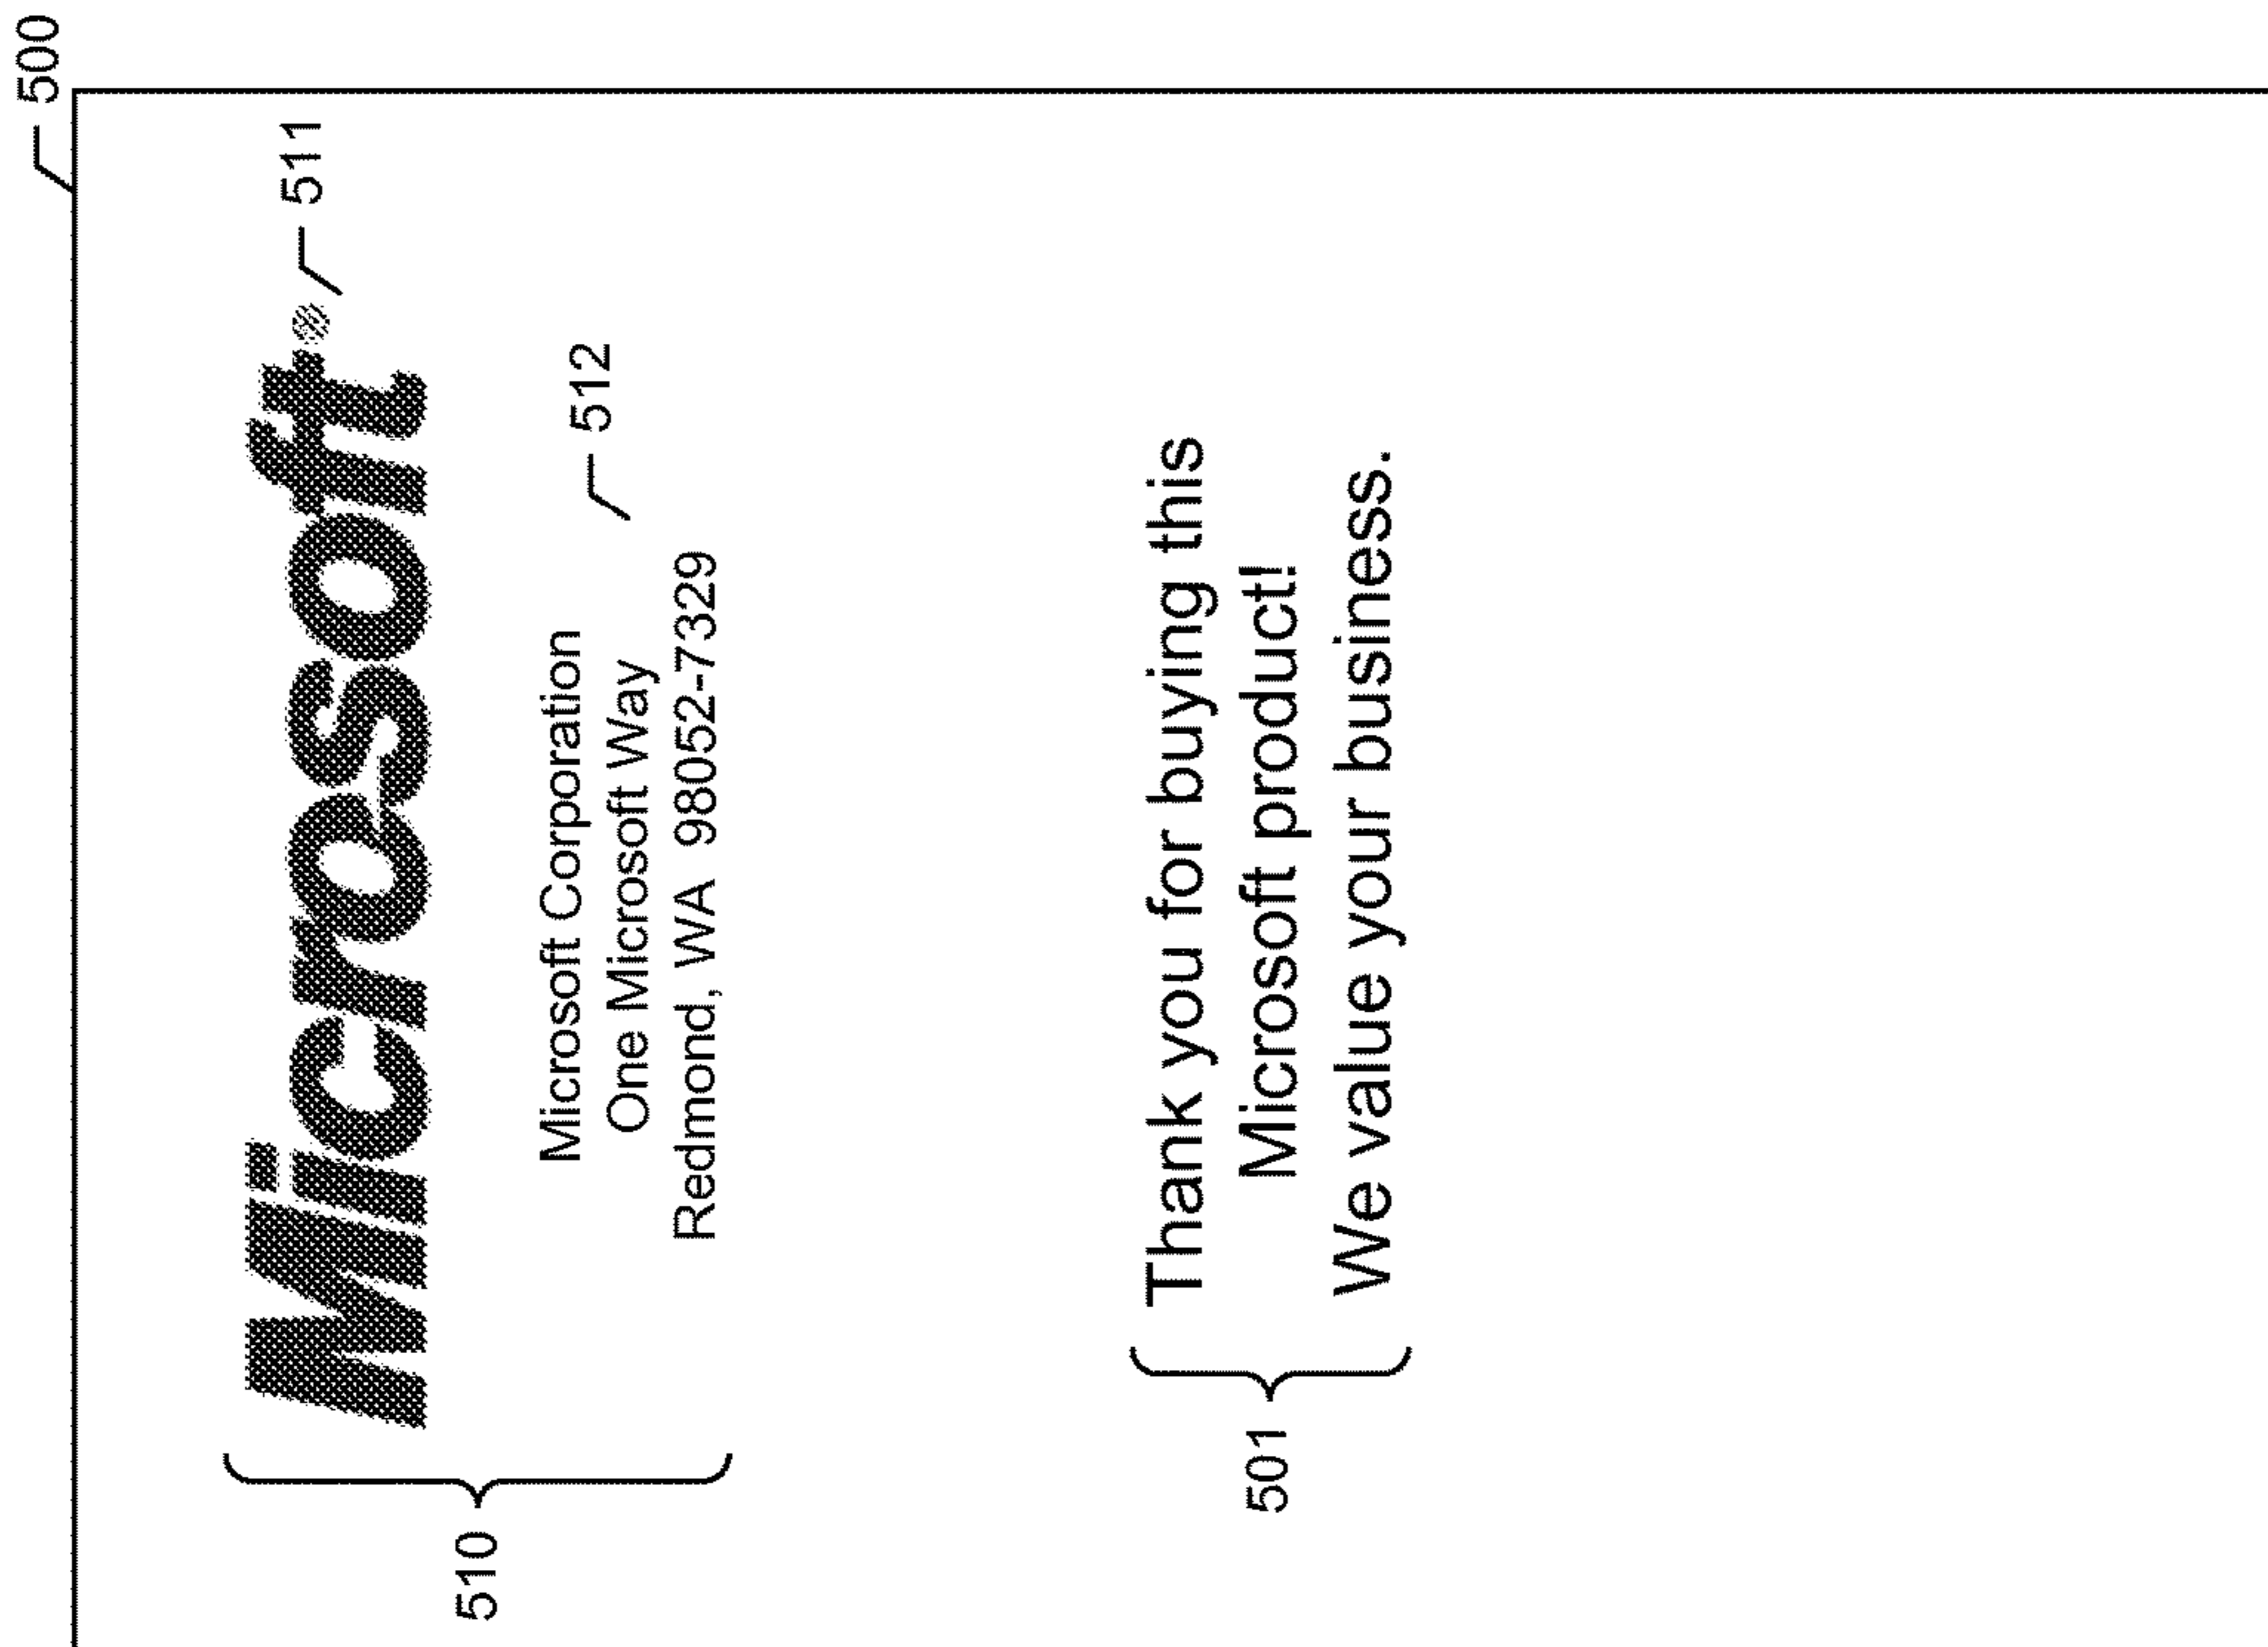 500
Microsoft® 511
512
Microsoft Corporation
One Microsoft Way
Redmond, WA 98052-7329
510
Thank you for buying this
Microsoft product!
We value your business.
501